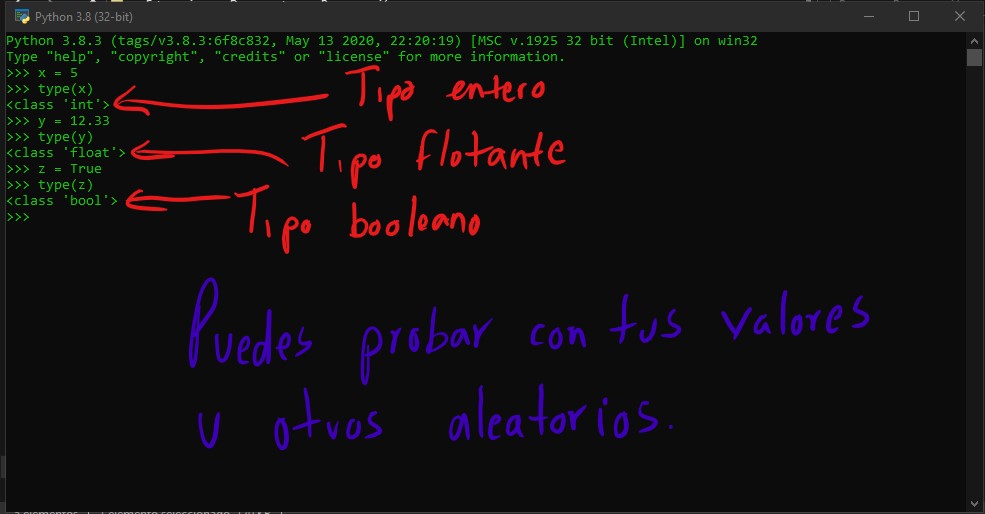 Python 3.8 (32-bit)
Python 3.8.3 (tags/v3.8.3:6f8c832, May 13 2020, 22:20:19) [MSC v.1925 32 bit (Intel)] on win32
Type "help", "copyright", "credits" or "license" for more information.
>>> x = 5
>>> type(x)
<class 'int'>
Tipo entero
>>> y = 12.33
>>> type(y)
<class 'float'>
Tipo flotante
>>> z = True
>>> type(z)
<class 'bool'>
Tipo booleano
>>>
Puedes probar con tus valores
u otros aleatorios.